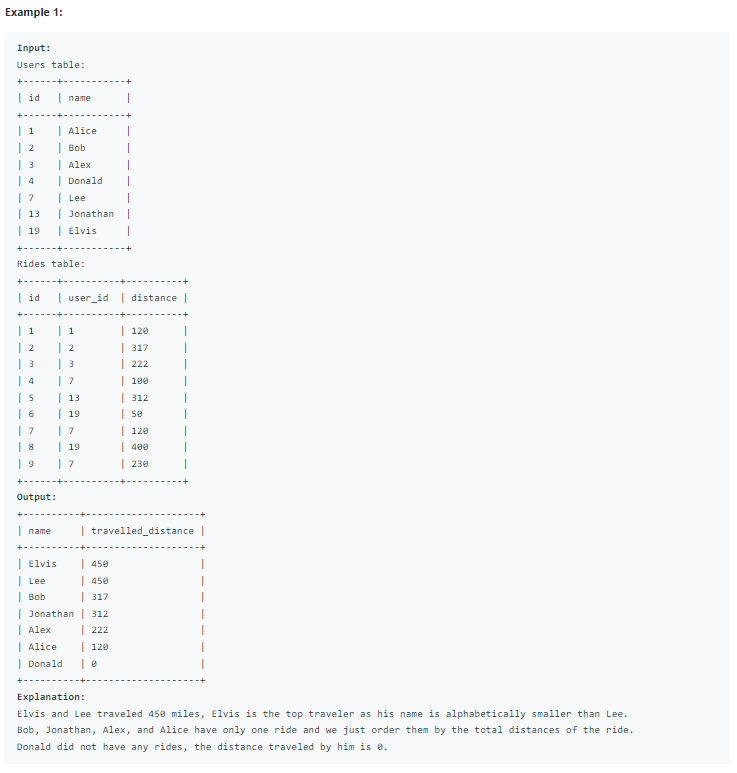 Example 1:
Input:
Users table:
+------+-----------+
| id   | name      |
+------+-----------+
| 1    | Alice     |
| 2    | Bob       |
| 3    | Alex      |
| 4    | Donald    |
| 7    | Lee       |
| 13   | Jonathan  |
| 19   | Elvis     |
+------+-----------+
Rides table:
+------+----------+----------+
| id   | user_id  | distance |
+------+----------+----------+
| 1    | 1        | 120      |
| 2    | 2        | 317      |
| 3    | 3        | 222      |
| 4    | 7        | 100      |
| 5    | 13       | 312      |
| 6    | 19       | 50       |
| 7    | 7        | 120      |
| 8    | 19       | 400      |
| 9    | 7        | 230      |
+------+----------+----------+
Output:
+----------+--------------------+
| name     | travelled_distance |
+----------+--------------------+
| Elvis    | 450                |
| Lee      | 450                |
| Bob      | 317                |
| Jonathan | 312                |
| Alex     | 222                |
| Alice    | 120                |
| Donald   | 0                  |
+----------+--------------------+
Explanation:
Elvis and Lee traveled 450 miles, Elvis is the top traveler as his name is alphabetically smaller than Lee.
Bob, Jonathan, Alex, and Alice have only one ride and we just order them by the total distances of the ride.
Donald did not have any rides, the distance traveled by him is 0.